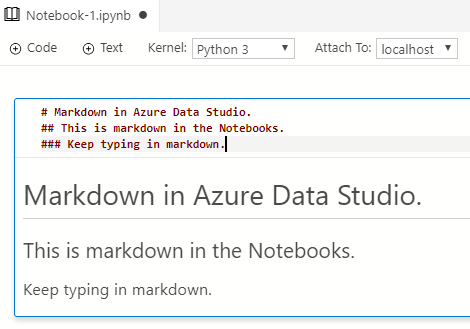 Notebook-1.ipynb
Code Text Kernel: Python 3 Attach To: localhost
# Markdown in Azure Data Studio.
## This is markdown in the Notebooks.
### Keep typing in markdown.
Markdown in Azure Data Studio.
This is markdown in the Notebooks.
Keep typing in markdown.